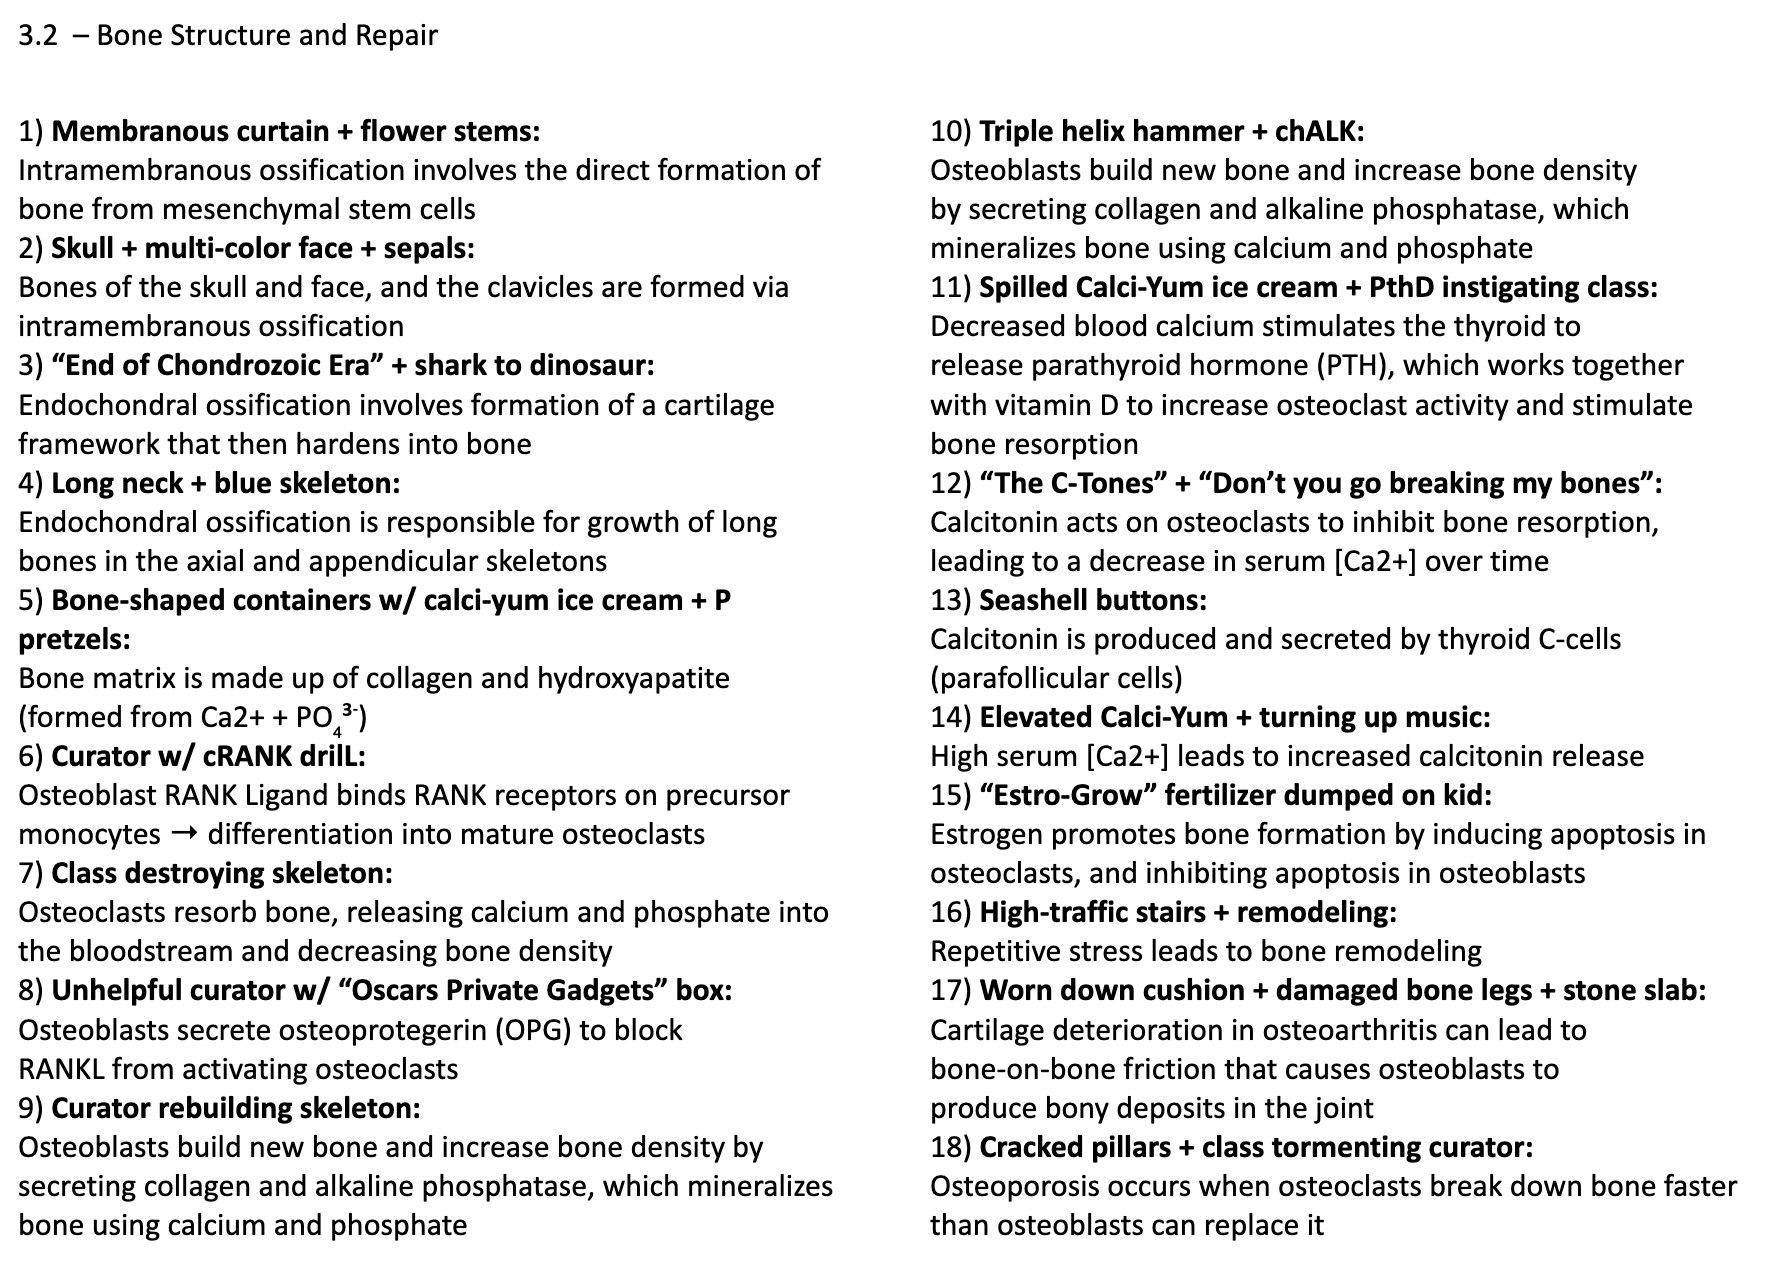 3.2 – Bone Structure and Repair
1) Membranous curtain + flower stems:
Intramembranous ossification involves the direct formation of
bone from mesenchymal stem cells
2) Skull + multi-color face + sepals:
Bones of the skull and face, and the clavicles are formed via
intramembranous ossification
3) “End of Chondrozoic Era” + shark to dinosaur:
Endochondral ossification involves formation of a cartilage
framework that then hardens into bone
4) Long neck + blue skeleton:
Endochondral ossification is responsible for growth of long
bones in the axial and appendicular skeletons
5) Bone-shaped containers w/ calci-yum ice cream + P
pretzels:
Bone matrix is made up of collagen and hydroxyapatite
(formed from Ca2+ + PO₄³⁻)
6) Curator w/ cRANK drilL:
Osteoblast RANK Ligand binds RANK receptors on precursor
monocytes → differentiation into mature osteoclasts
7) Class destroying skeleton:
Osteoclasts resorb bone, releasing calcium and phosphate into
the bloodstream and decreasing bone density
8) Unhelpful curator w/ “Oscars Private Gadgets” box:
Osteoblasts secrete osteoprotegerin (OPG) to block
RANKL from activating osteoclasts
9) Curator rebuilding skeleton:
Osteoblasts build new bone and increase bone density by
secreting collagen and alkaline phosphatase, which mineralizes
bone using calcium and phosphate
10) Triple helix hammer + chALK:
Osteoblasts build new bone and increase bone density
by secreting collagen and alkaline phosphatase, which
mineralizes bone using calcium and phosphate
11) Spilled Calci-Yum ice cream + PthD instigating class:
Decreased blood calcium stimulates the thyroid to
release parathyroid hormone (PTH), which works together
with vitamin D to increase osteoclast activity and stimulate
bone resorption
12) “The C-Tones” + “Don’t you go breaking my bones”:
Calcitonin acts on osteoclasts to inhibit bone resorption,
leading to a decrease in serum [Ca2+] over time
13) Seashell buttons:
Calcitonin is produced and secreted by thyroid C-cells
(parafollicular cells)
14) Elevated Calci-Yum + turning up music:
High serum [Ca2+] leads to increased calcitonin release
15) “Estro-Grow” fertilizer dumped on kid:
Estrogen promotes bone formation by inducing apoptosis in
osteoclasts, and inhibiting apoptosis in osteoblasts
16) High-traffic stairs + remodeling:
Repetitive stress leads to bone remodeling
17) Worn down cushion + damaged bone legs + stone slab:
Cartilage deterioration in osteoarthritis can lead to
bone-on-bone friction that causes osteoblasts to
produce bony deposits in the joint
18) Cracked pillars + class tormenting curator:
Osteoporosis occurs when osteoclasts break down bone faster
than osteoblasts can replace it